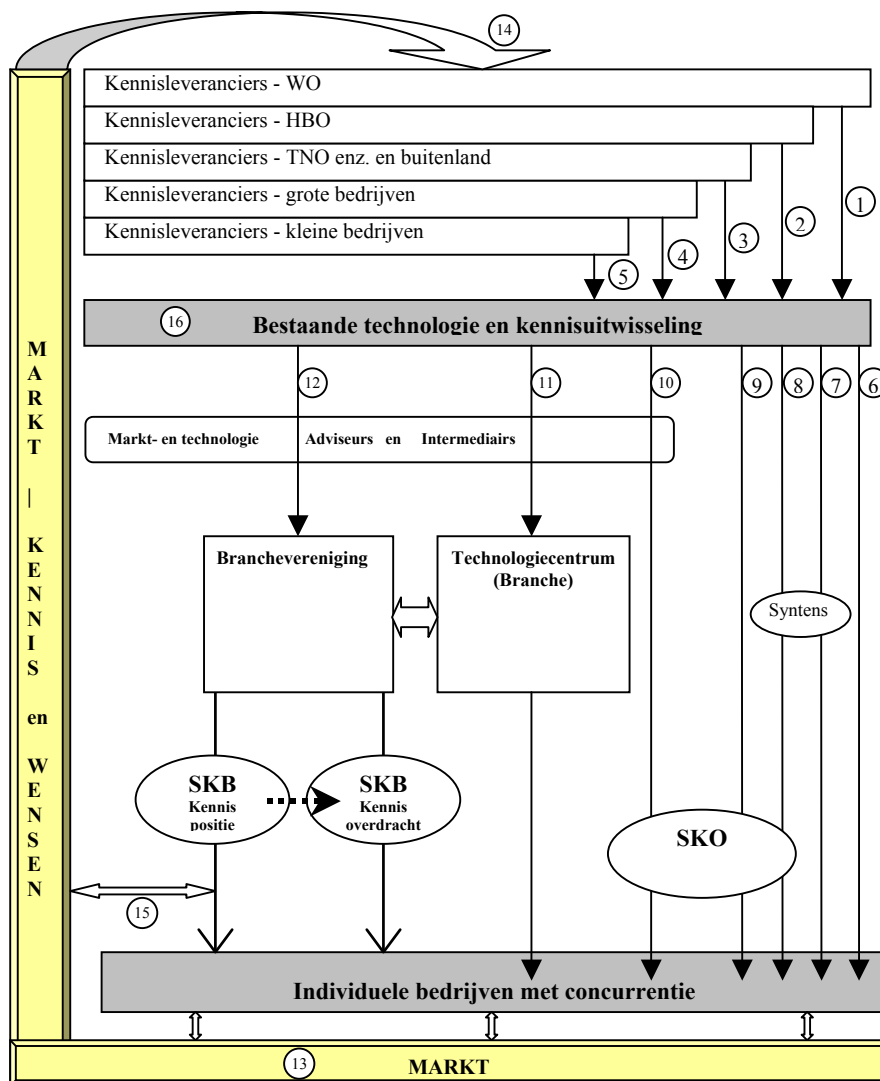 14
Kennisleveranciers - WO
Kennisleveranciers - HBO
Kennisleveranciers - TNO enz. en buitenland
Kennisleveranciers - grote bedrijven
Kennisleveranciers - kleine bedrijven
1
2
3
4
5
16 Bestaande technologie en kennisuitwisseling
MARKT | KENNIS en WENSEN
12
11
10
9
8
7
6
Markt- en technologie Adviseurs en Intermediairs
Branchevereniging
Technologiecentrum
(Branche)
Syntens
SKB
Kennis
positie
SKB
Kennis
overdracht
SKO
15
Individuele bedrijven met concurrentie
13 MARKT